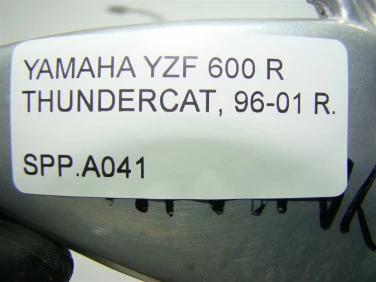 YAMAHA YZF 600 R
THUNDERCAT, 96-01 R.
SPP.A041